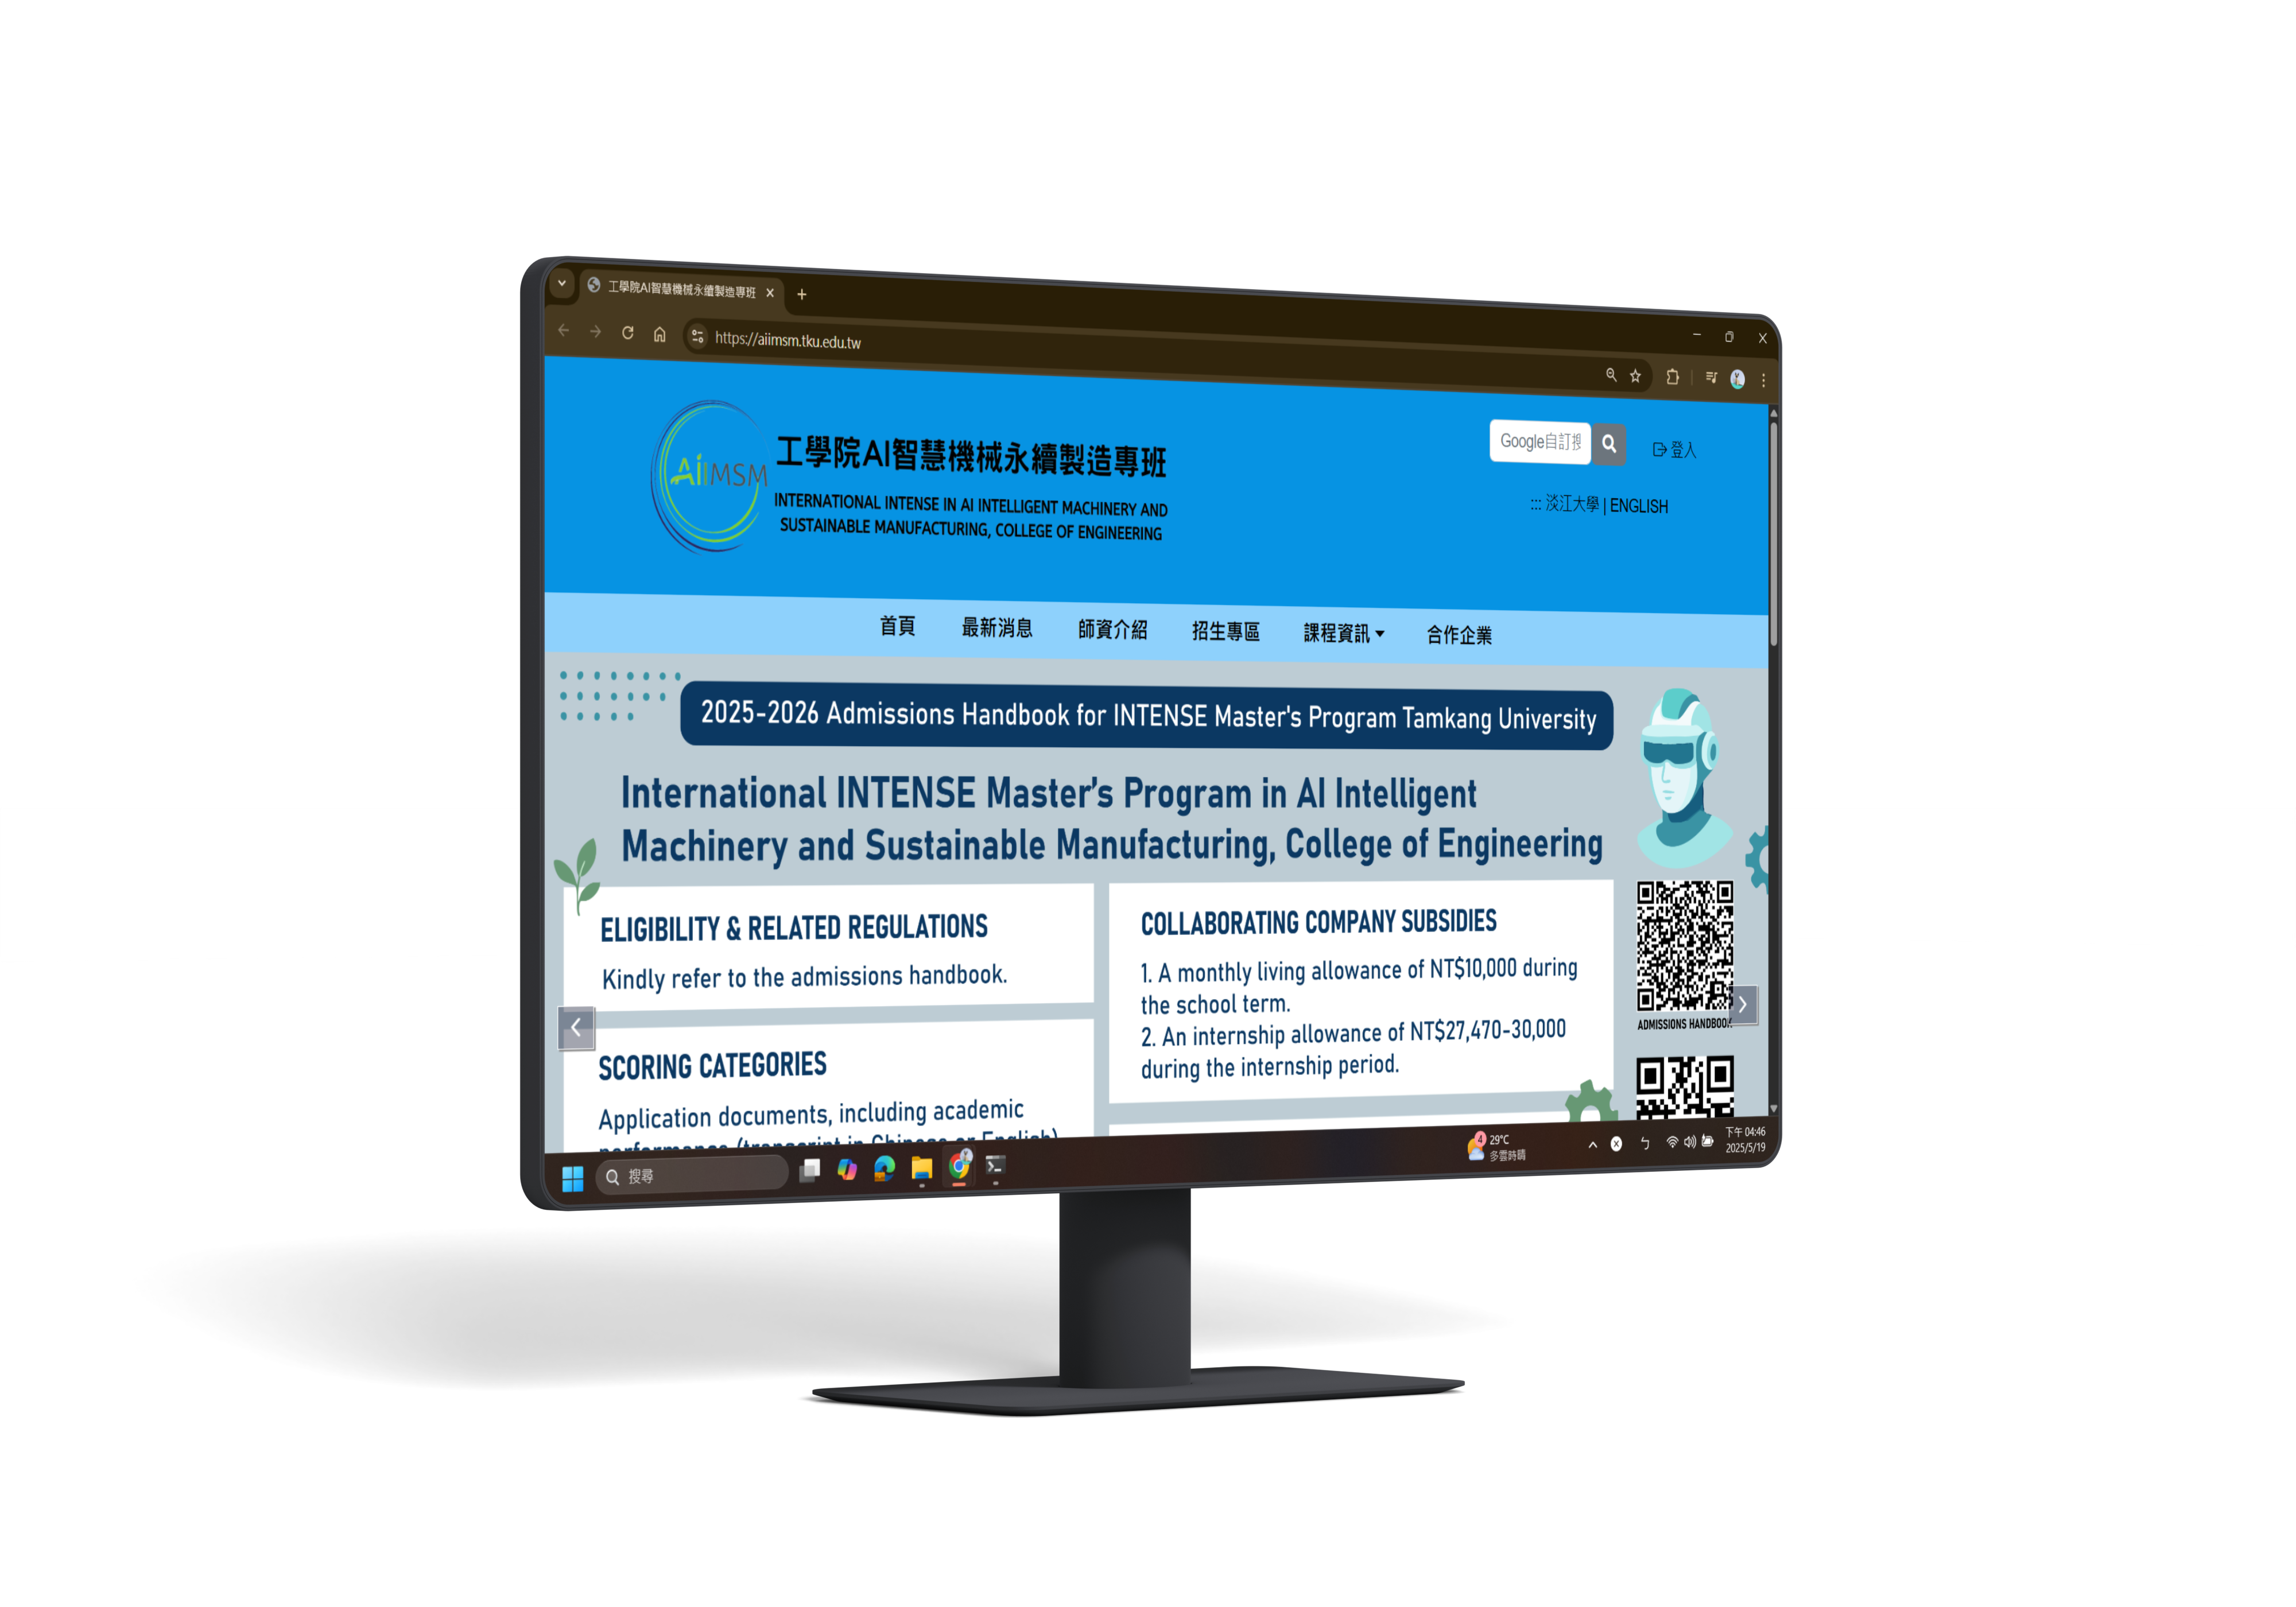 工學院AI智慧機械永續製造專班
https://aiimsm.tku.edu.tw
AiiMSM
工學院AI智慧機械永續製造專班
INTERNATIONAL INTENSE IN AI INTELLIGENT MACHINERY AND
SUSTAINABLE MANUFACTURING, COLLEGE OF ENGINEERING
Google自訂搜
登入
::: 淡江大學 | ENGLISH
首頁 最新消息 師資介紹 招生專區 課程資訊 合作企業
2025-2026 Admissions Handbook for INTENSE Master's Program Tamkang University
International INTENSE Master's Program in AI Intelligent
Machinery and Sustainable Manufacturing, College of Engineering
ELIGIBILITY & RELATED REGULATIONS
Kindly refer to the admissions handbook.
SCORING CATEGORIES
Application documents, including academic
performance (transcript in Chinese or English)
COLLABORATING COMPANY SUBSIDIES
1. A monthly living allowance of NT$10,000 during
the school term.
2. An internship allowance of NT$27,470-30,000
during the internship period.
ADMISSIONS HANDBOOK
搜尋
4
29°C
多雲時晴
ㄅ
下午 04:46
2025/5/19